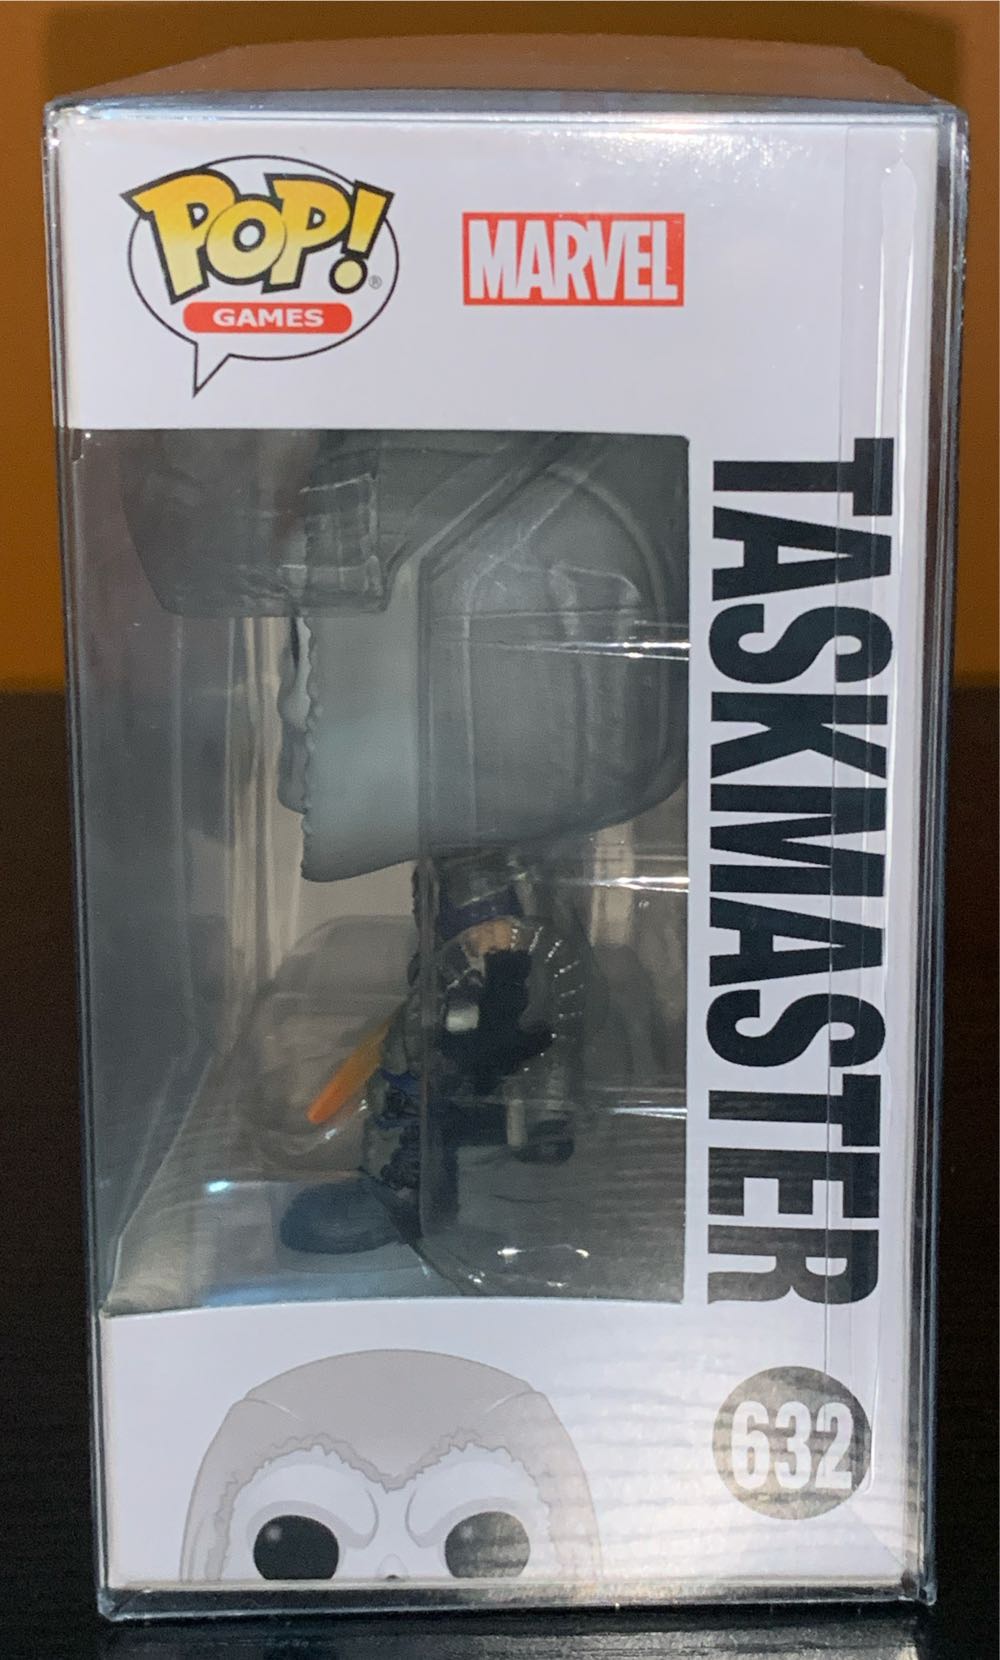 POP!®
GAMES
MARVEL
TASKMASTER
632